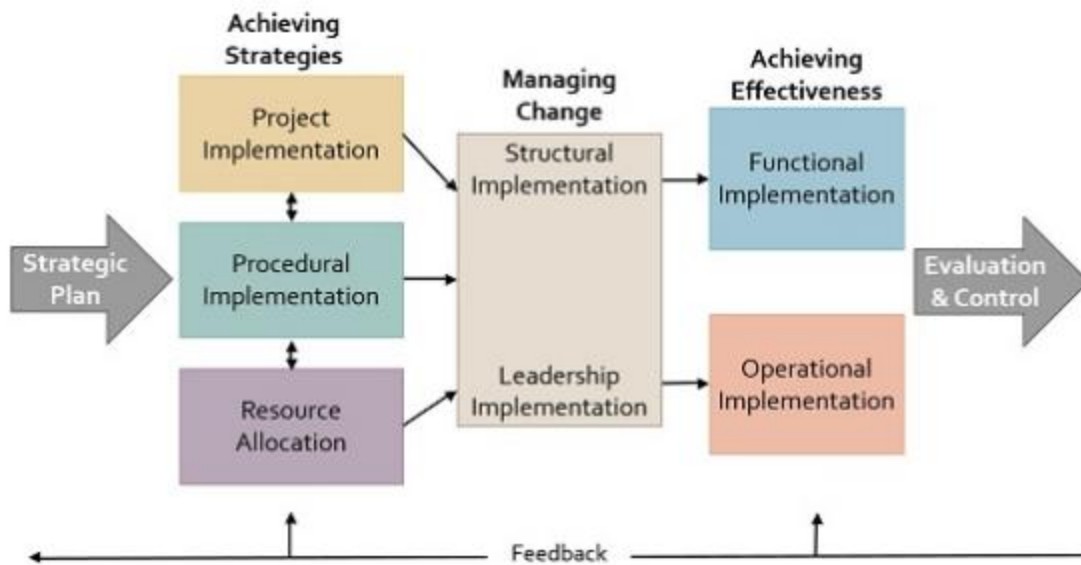 Achieving
Strategies
Project
Implementation
Procedural
Implementation
Resource
Allocation
Strategic
Plan
Managing
Change
Structural
Implementation
Leadership
Implementation
Achieving
Effectiveness
Functional
Implementation
Operational
Implementation
Evaluation
& Control
Feedback